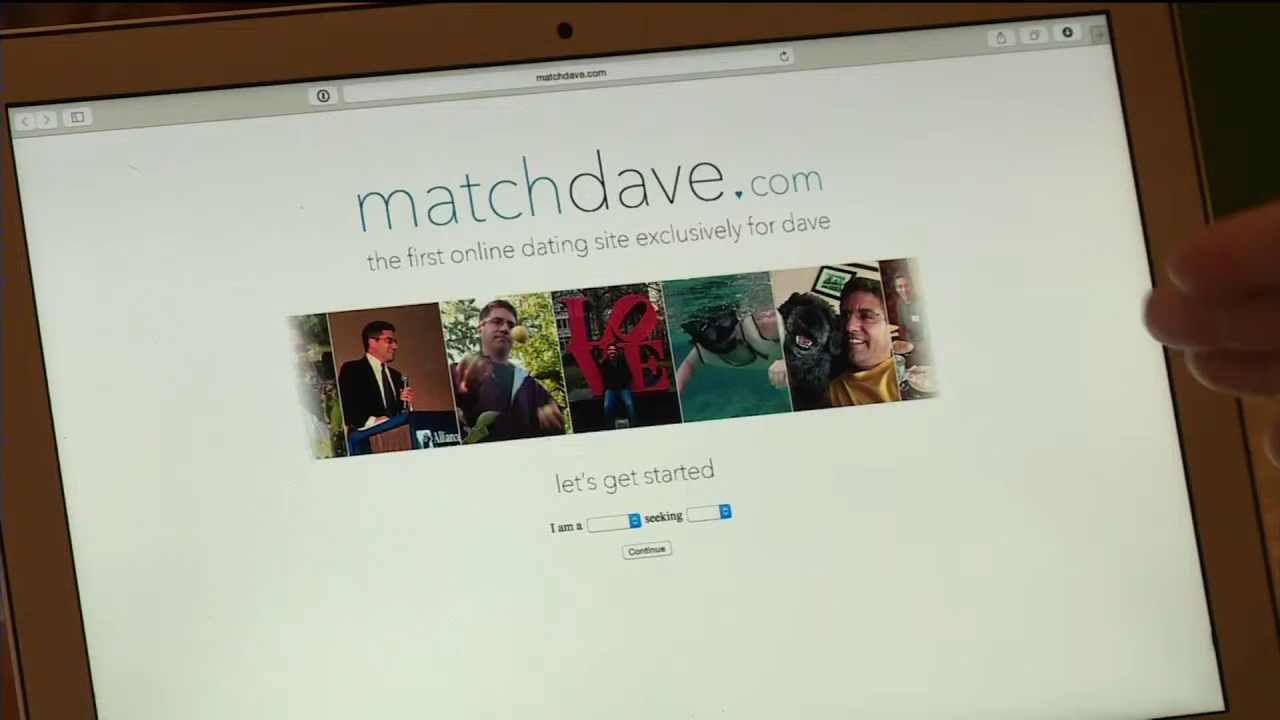 matchdave.com
matchdave.com
the first online dating site exclusively for dave
LOVE
Allianc
let's get started
I am a seeking
Continue